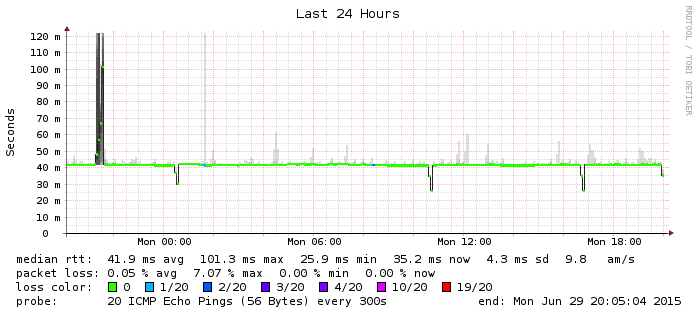 Last 24 Hours
RRDTOOL / TOBI OETIKER
Seconds
120 m
110 m
100 m
90 m
80 m
70 m
60 m
50 m
40 m
30 m
20 m
10 m
0
Mon 00:00 Mon 06:00 Mon 12:00 Mon 18:00
median rtt: 41.9 ms avg 101.3 ms max 25.9 ms min 35.2 ms now 4.3 ms sd 9.8 am/s
packet loss: 0.05 % avg 7.07 % max 0.00 % min 0.00 % now
loss color: 0 1/20 2/20 3/20 4/20 10/20 19/20
probe: 20 ICMP Echo Pings (56 Bytes) every 300s end: Mon Jun 29 20:05:04 2015